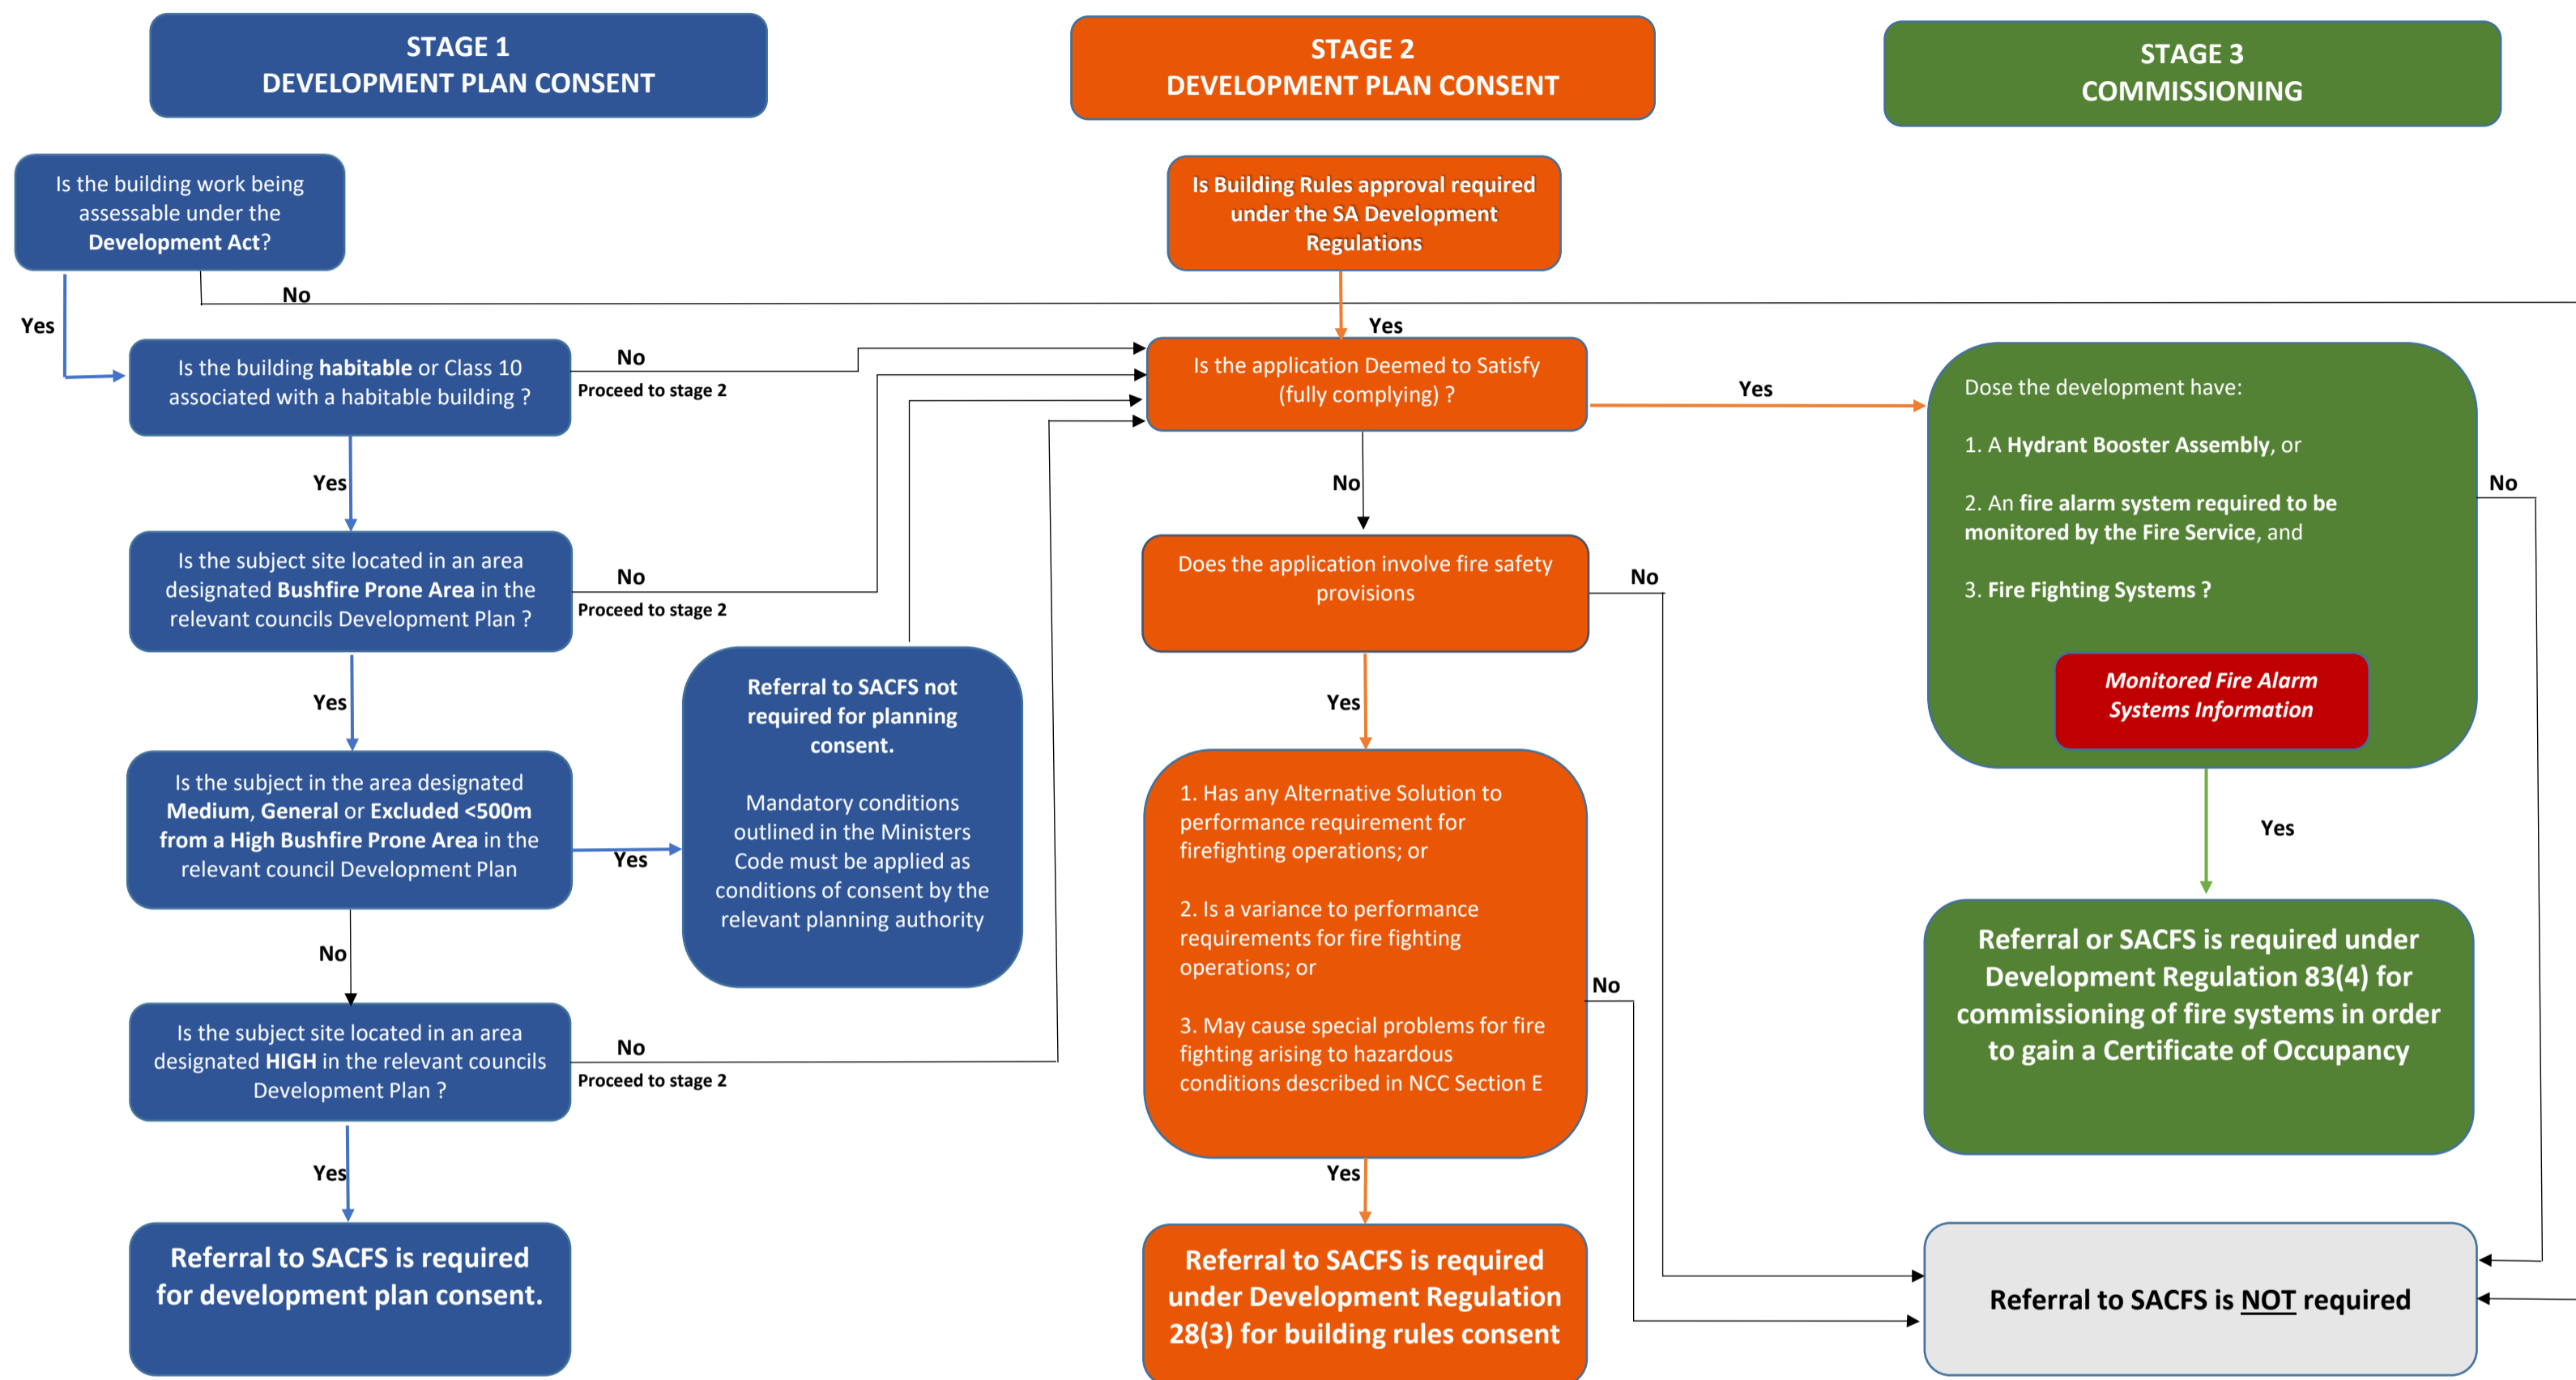 STAGE 1
DEVELOPMENT PLAN CONSENT
STAGE 2
DEVELOPMENT PLAN CONSENT
STAGE 3
COMMISSIONING
Is the building work being
assessable under the
Development Act?
No
Yes
Is the building habitable or Class 10
associated with a habitable building ?
No
Proceed to stage 2
Yes
Is the subject site located in an area
designated Bushfire Prone Area in the
relevant councils Development Plan ?
No
Proceed to stage 2
Yes
Is the subject in the area designated
Medium, General or Excluded <500m
from a High Bushfire Prone Area in the
relevant council Development Plan
Yes
Referral to SACFS not
required for planning
consent.
Mandatory conditions
outlined in the Ministers
Code must be applied as
conditions of consent by the
relevant planning authority
No
Is the subject site located in an area
designated HIGH in the relevant councils
Development Plan ?
No
Proceed to stage 2
Yes
Referral to SACFS is required
for development plan consent.
Is Building Rules approval required
under the SA Development
Regulations
Yes
Is the application Deemed to Satisfy
(fully complying) ?
Yes
No
Does the application involve fire safety
provisions
No
Yes
1. Has any Alternative Solution to
performance requirement for
firefighting operations; or
2. Is a variance to performance
requirements for fire fighting
operations; or
3. May cause special problems for fire
fighting arising to hazardous
conditions described in NCC Section E
No
Yes
Referral to SACFS is required
under Development Regulation
28(3) for building rules consent
Dose the development have:
1. A Hydrant Booster Assembly, or
2. An fire alarm system required to be
monitored by the Fire Service, and
3. Fire Fighting Systems ?
Monitored Fire Alarm
Systems Information
No
Yes
Referral or SACFS is required under
Development Regulation 83(4) for
commissioning of fire systems in order
to gain a Certificate of Occupancy
Referral to SACFS is NOT required